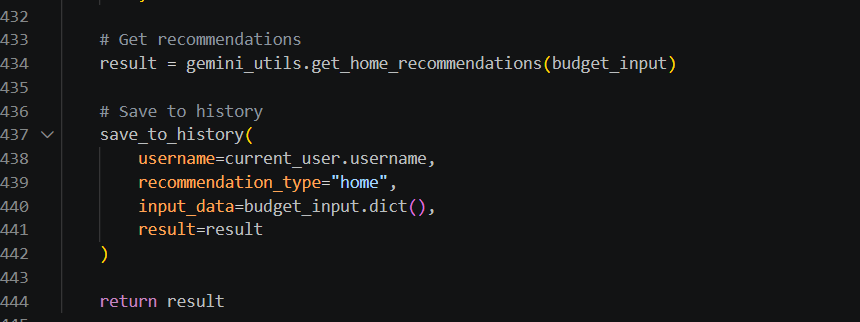 432
433 # Get recommendations
434 result = gemini_utils.get_home_recommendations(budget_input)
435
436 # Save to history
437 save_to_history(
438 username=current_user.username,
439 recommendation_type="home",
440 input_data=budget_input.dict(),
441 result=result
442 )
443
444 return result